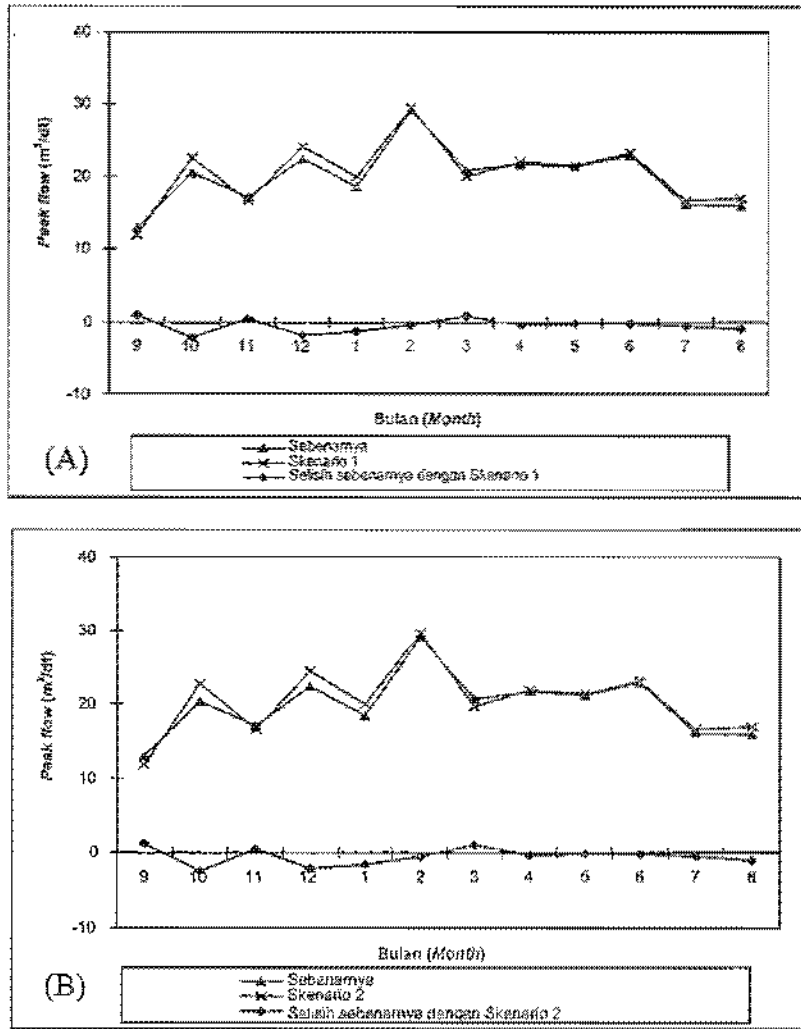 40
30
20
10
0
-10
Peak flow (m³/dt)
9 10 11 12 1 2 3 4 5 6 7 8
Bulan (Month)
(A)
Sebenarnya
Skenario 1
Selisih sebenarnya dengan Skenario 1
40
30
20
10
0
-10
Peak flow (m³/dt)
9 10 11 12 1 2 3 4 5 6 7 8
Bulan (Month)
(B)
Sebenarnya
Skenario 2
Selisih sebenarnya dengan Skenario 2